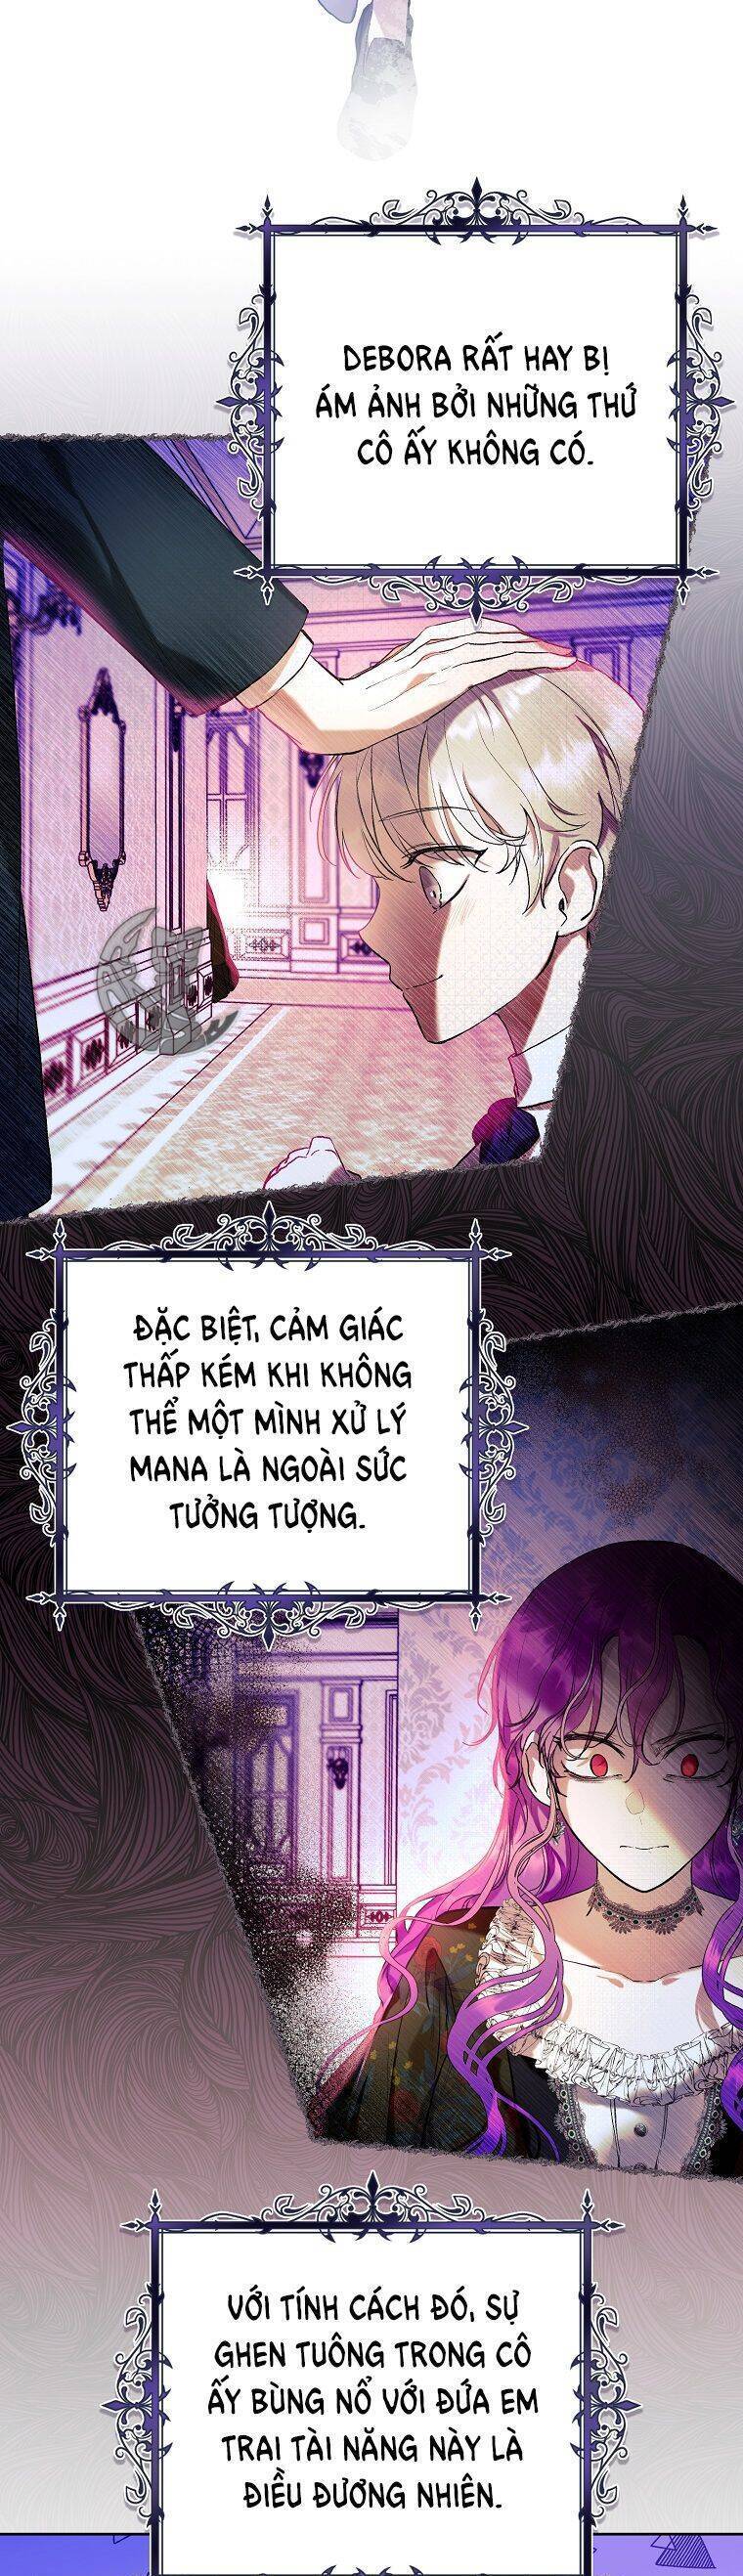 DEBORA RẤT HAY BỊ
ÁM ẢNH BỞI NHỮNG THỨ
CÔ ẤY KHÔNG CÓ.
ĐẶC BIỆT, CẢM GIÁC
THẤP KÉM KHI KHÔNG
THỂ MỘT MÌNH XỬ LÝ
MANA LÀ NGOÀI SỨC
TƯỞNG TƯỢNG.
VỚI TÍNH CÁCH ĐÓ, SỰ
GHEN TUÔNG TRONG CÔ
ẤY BÙNG NỔ VỚI ĐỨA EM
TRAI TÀI NĂNG NÀY LÀ
ĐIỀU ĐƯƠNG NHIÊN.